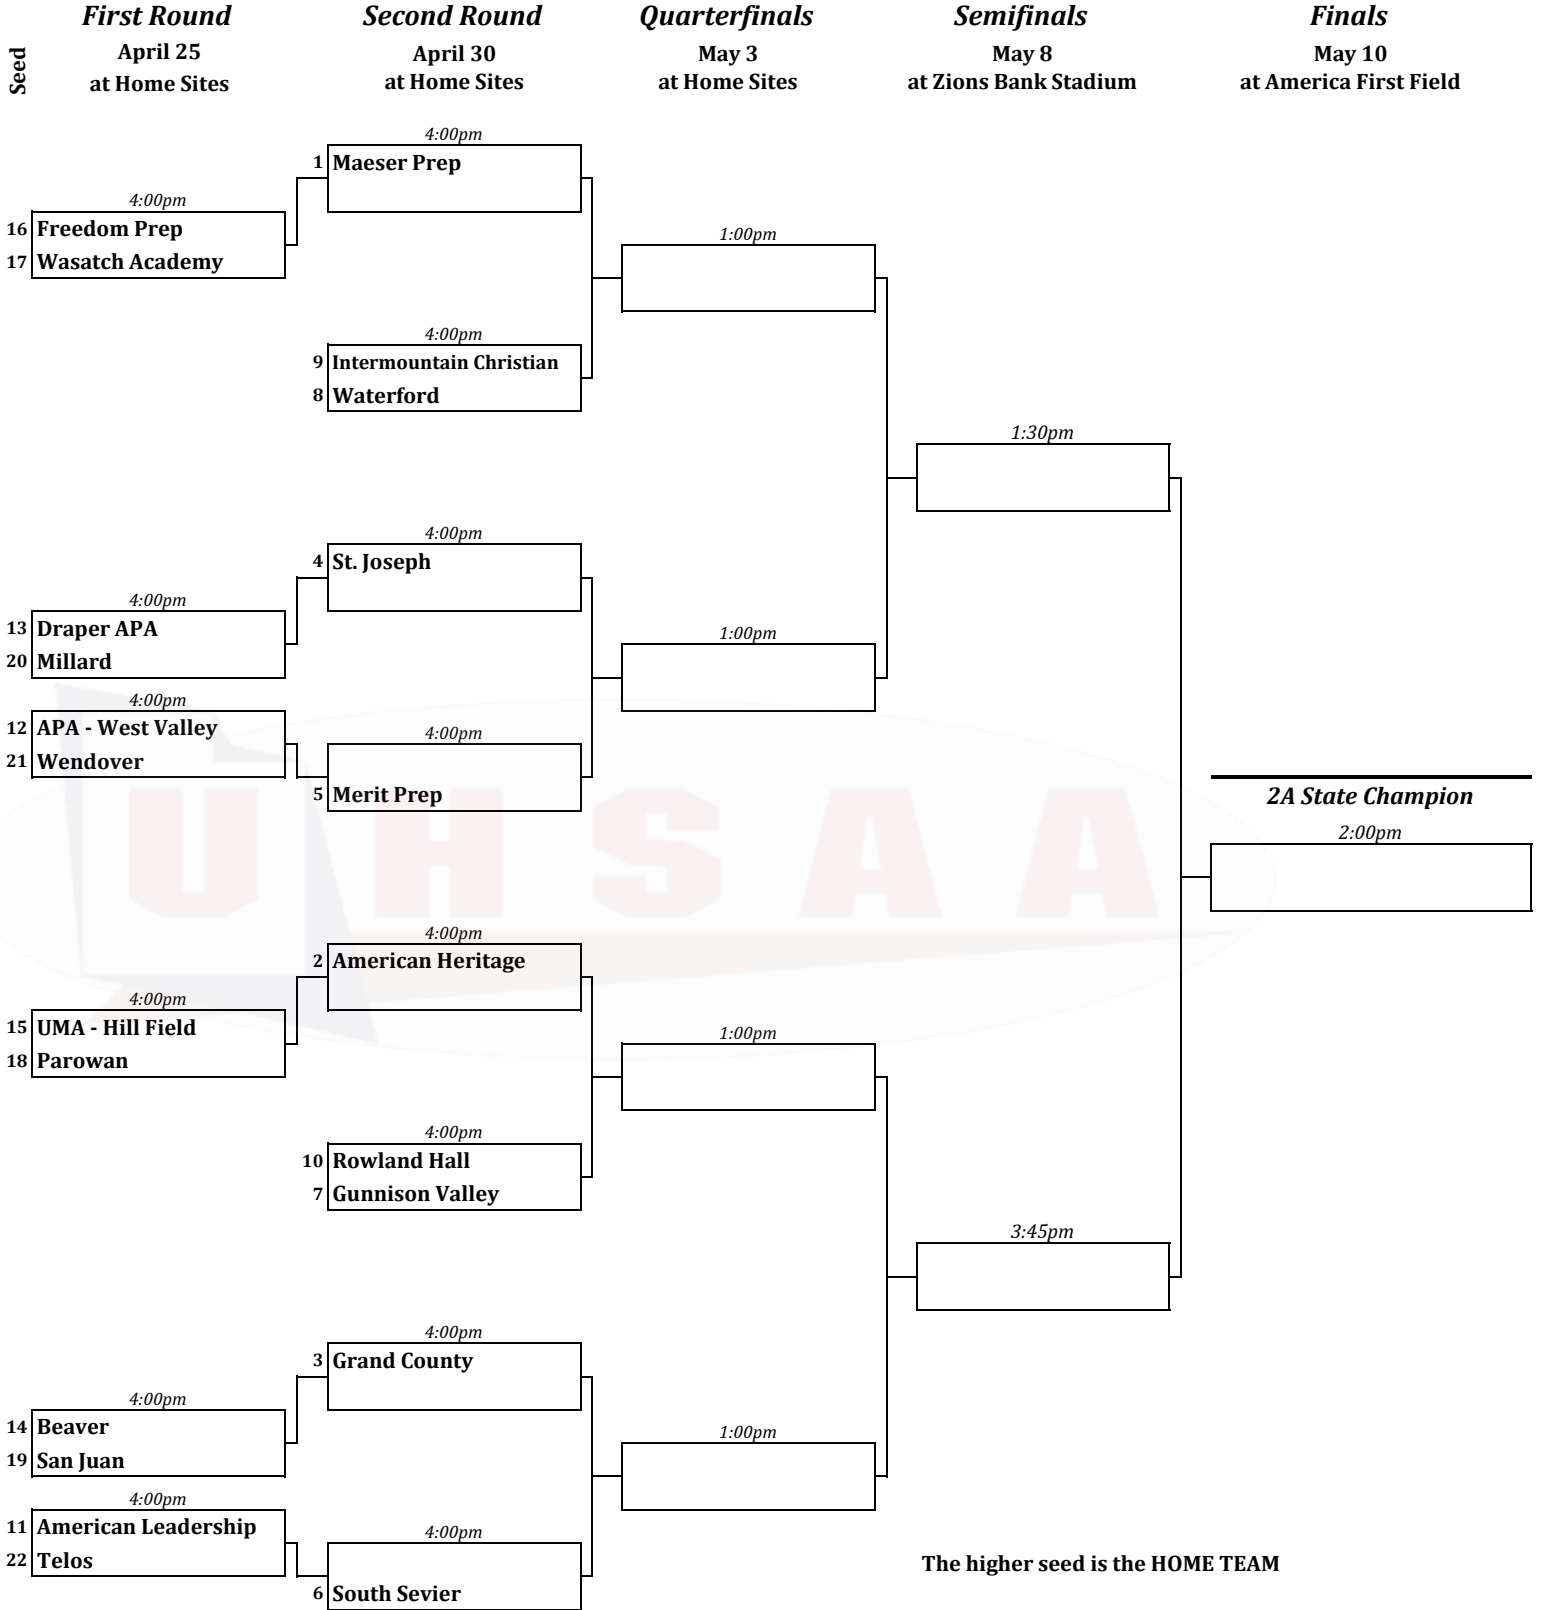 First Round
April 25
at Home Sites
Second Round
April 30
at Home Sites
Quarterfinals
May 3
at Home Sites
Semifinals
May 8
at Zions Bank Stadium
Finals
May 10
at America First Field
Seed
4:00pm
1 Maeser Prep
4:00pm
16 Freedom Prep
17 Wasatch Academy
1:00pm
4:00pm
9 Intermountain Christian
8 Waterford
1:30pm
4:00pm
4 St. Joseph
4:00pm
13 Draper APA
20 Millard
1:00pm
4:00pm
12 APA - West Valley
21 Wendover
4:00pm
5 Merit Prep
2A State Champion
2:00pm
UHSAA
4:00pm
2 American Heritage
4:00pm
15 UMA - Hill Field
18 Parowan
1:00pm
4:00pm
10 Rowland Hall
7 Gunnison Valley
3:45pm
4:00pm
3 Grand County
4:00pm
14 Beaver
19 San Juan
1:00pm
4:00pm
11 American Leadership
22 Telos
4:00pm
6 South Sevier
The higher seed is the HOME TEAM